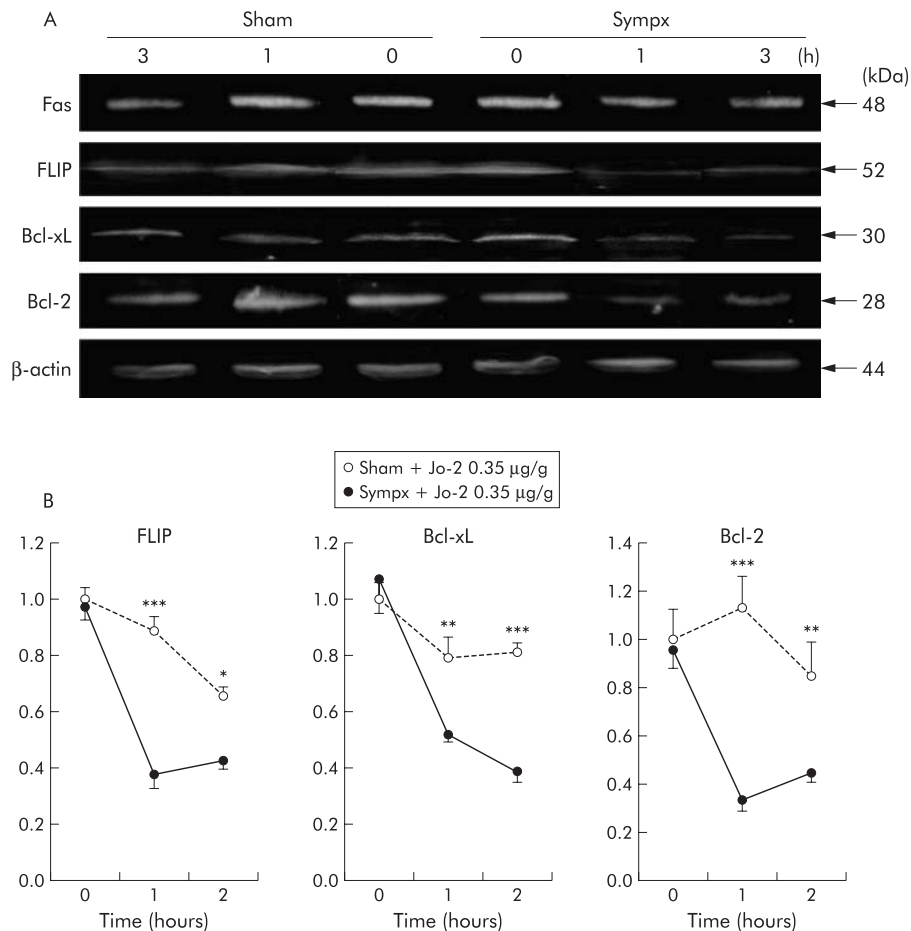 A
Sham Sympx
3 1 0 0 1 3 (h)
(kDa)
Fas 48
FLIP 52
Bcl-xL 30
Bcl-2 28
β-actin 44
Sham + Jo-2 0.35 μg/g
Sympx + Jo-2 0.35 μg/g
B
FLIP
1.2
1.0
0.8
0.6
0.4
0.2
0.0
***
*
0 1 2
Time (hours)
Bcl-xL
1.2
1.0
0.8
0.6
0.4
0.2
0.0
**
***
0 1 2
Time (hours)
Bcl-2
1.4
1.2
1.0
0.8
0.6
0.4
0.2
0.0
***
**
0 1 2
Time (hours)